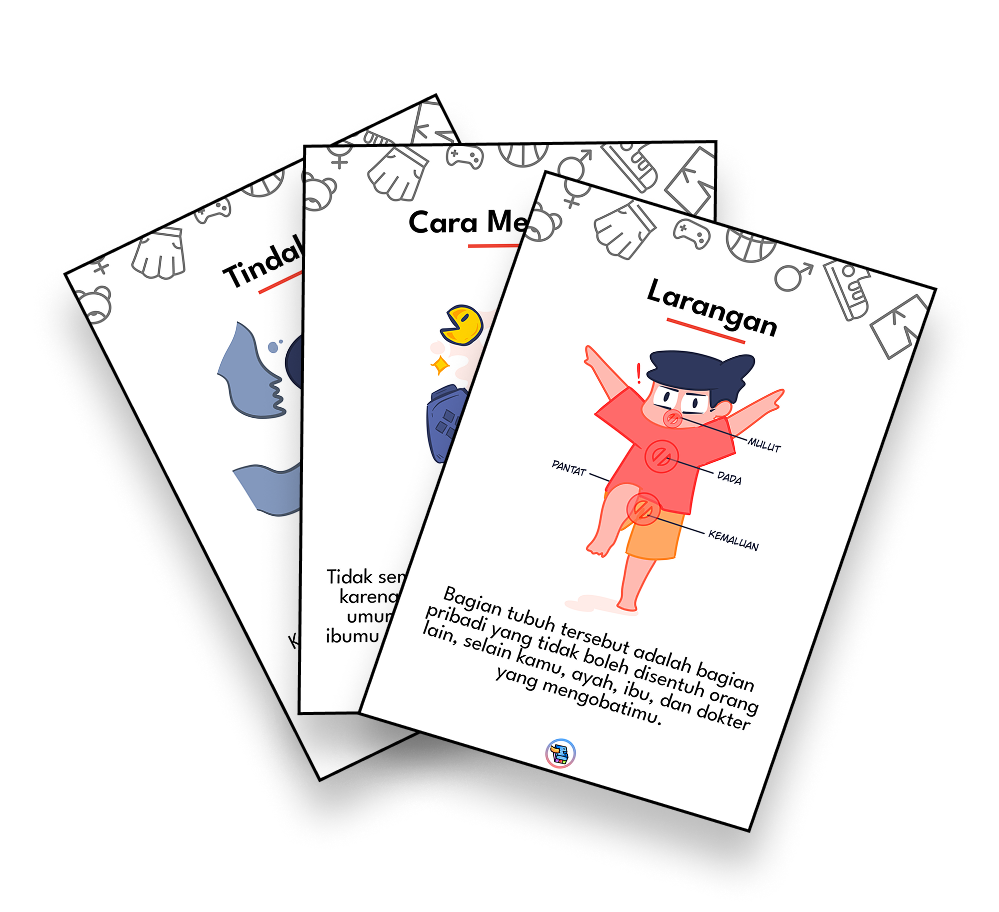 Tindak
K
Cara Me
Tidak sem
karena
umum
ibumu
Larangan
!
MULUT
DADA
PANTAT
KEMALUAN
Bagian tubuh tersebut adalah bagian
pribadi yang tidak boleh disentuh orang
lain, selain kamu, ayah, ibu, dan dokter
yang mengobatimu.